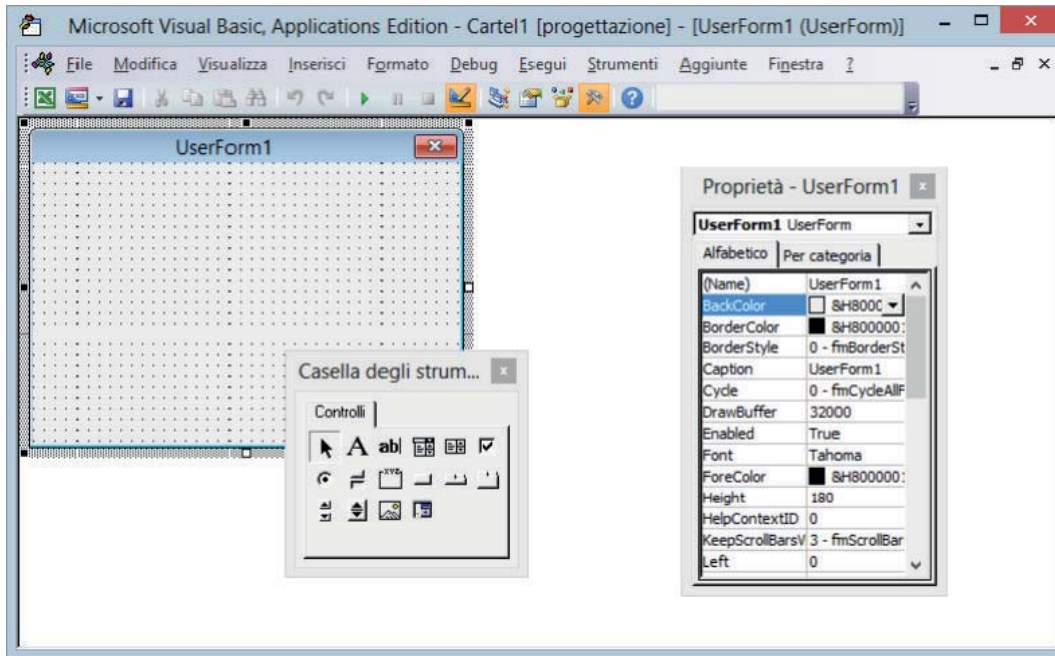 Microsoft Visual Basic, Applications Edition - Cartel1 [progettazione] - [UserForm1 (UserForm)]
File Modifica Visualizza Inserisci Formato Debug Esegui Strumenti Aggiunte Finestra ?
UserForm1
Proprietà - UserForm1
UserForm1 UserForm
Alfabetico Per categoria
(Name) UserForm1
BackColor &H8000
BorderColor &H800000:
BorderStyle 0 - fmBorderSt
Caption UserForm1
Cycle 0 - fmCycleAllF
DrawBuffer 32000
Enabled True
Font Tahoma
ForeColor &H800000:
Height 180
HelpContextID 0
KeepScrollBarsV 3 - fmScrollBar
Left 0
Casella degli strum...
Controlli
A ab|
XYZ